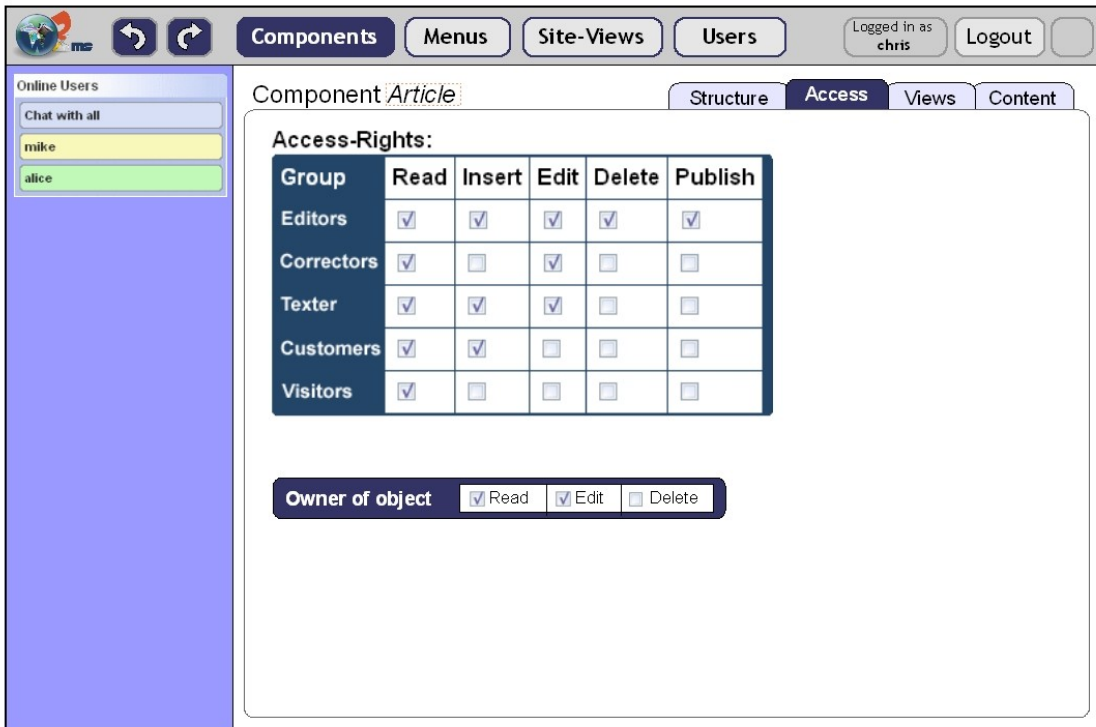 ms Components Menus Site-Views Users Logged in as chris Logout
Online Users
Chat with all
mike
alice
Component Article
Structure Access Views Content
Access-Rights:
Group Read Insert Edit Delete Publish
Editors
Correctors
Texter
Customers
Visitors
Owner of object Read Edit Delete